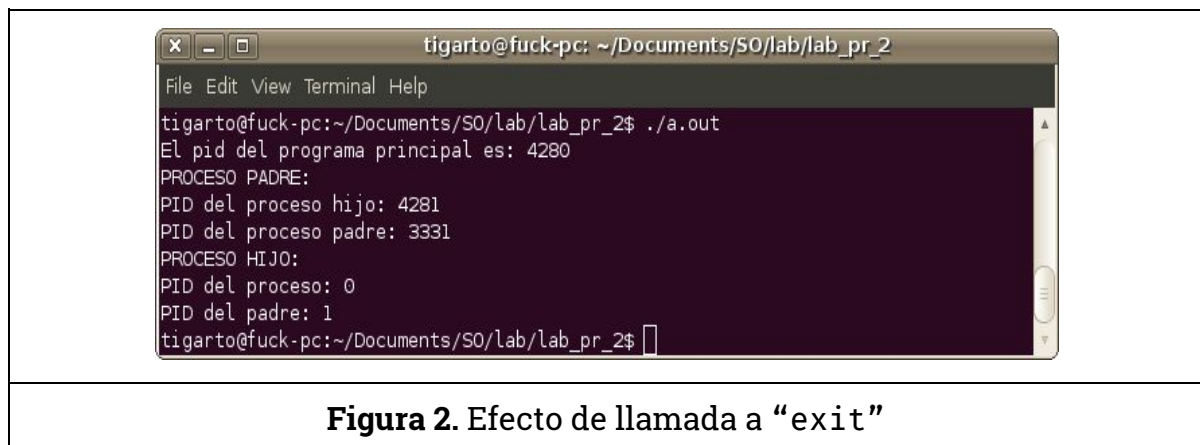 tigarto@fuck-pc: ~/Documents/SO/lab/lab_pr_2
File Edit View Terminal Help
tigarto@fuck-pc:~/Documents/SO/lab/lab_pr_2$ ./a.out
El pid del programa principal es: 4280
PROCESO PADRE:
PID del proceso hijo: 4281
PID del proceso padre: 3331
PROCESO HIJO:
PID del proceso: 0
PID del padre: 1
tigarto@fuck-pc:~/Documents/SO/lab/lab_pr_2$
Figura 2. Efecto de llamada a “exit”